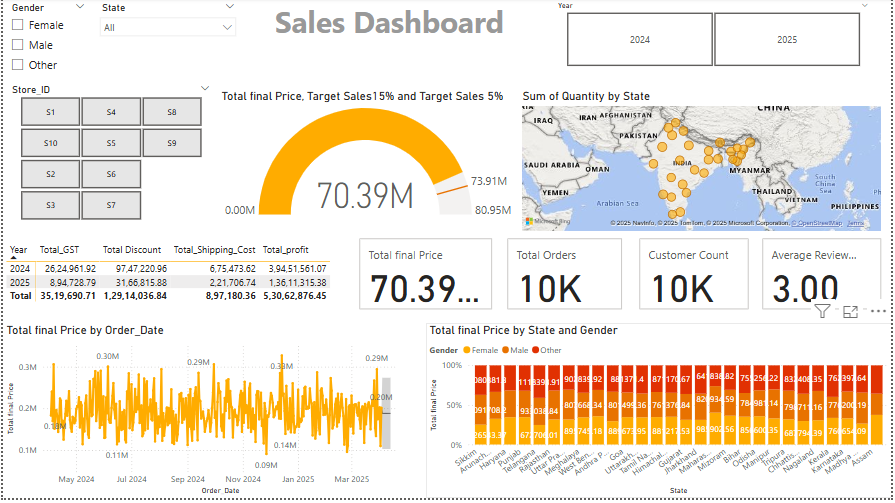 Gender
Female
Male
Other
State
All
Sales Dashboard
Year
2024
2025
Store_ID
S1
S4
S8
S10
S5
S9
S2
S6
S3
S7
Total final Price, Target Sales15% and Target Sales 5%
70.39M
0.00M
73.91M
80.95M
Sum of Quantity by State
CHINA
IRAQ
IRAN
AFGHANISTAN
PAKISTAN
SAUDI ARABIA
OMAN
INDIA
MYANMAR
YEMEN
THAILAND
VIETNAM
Arabian Sea
South
China
Sea
PHILIPPINES
Microsoft Bing
© 2025 NavInfo, © 2025 TomTom, © 2025 Microsoft Corporation, © OpenStreetMap Terms
Year Total_GST Total Discount Total_Shipping_Cost Total_profit
2024 26,24,961.92 97,47,220.96 6,75,473.62 3,94,51,561.07
2025 8,94,728.79 31,66,815.88 2,21,706.74 1,36,11,315.38
Total 35,19,690.71 1,29,14,036.84 8,97,180.36 5,30,62,876.45
Total final Price
70.39...
Total Orders
10K
Customer Count
10K
Average Review...
3.00
Total final Price by Order_Date
Total final Price
0.3M
0.2M
0.1M
0.18M
0.30M
0.11M
0.29M
0.09M
0.33M
0.14M
0.29M
0.20M
May 2024
Jul 2024
Sep 2024
Nov 2024
Jan 2025
Mar 2025
Order_Date
Total final Price by State and Gender
Gender Female Male Other
Total final Price
100%
50%
0%
Sikkim
Arunach...
Haryana
Punjab
Telangana
Rajasthan
Uttar Pra...
Meghalaya
West Ben...
Andhra P...
Goa
Uttarakh...
Tamil Na...
Himachal...
Gujarat
Jharkhand
Maharas...
Mizoram
Bihar
Odisha
Manipur
Tripura
Chhattis...
Nagaland
Kerala
Karnataka
Madhya ...
Assam
State